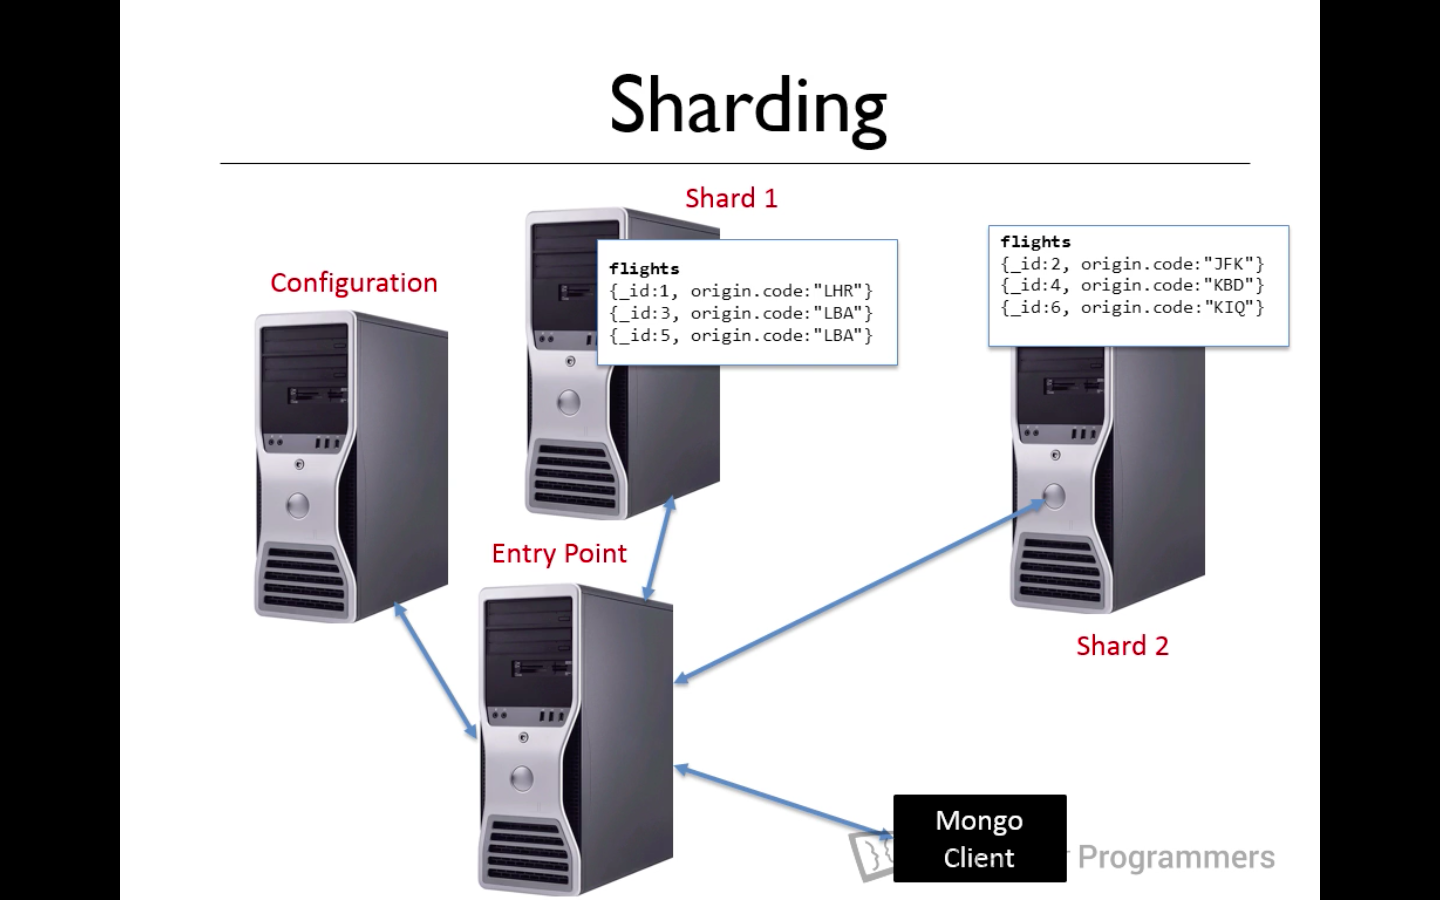 Sharding
Shard 1
flights
{_id:1, origin.code:"LHR"}
{_id:3, origin.code:"LBA"}
{_id:5, origin.code:"LBA"}
flights
{_id:2, origin.code:"JFK"}
{_id:4, origin.code:"KBD"}
{_id:6, origin.code:"KIQ"}
Configuration
Entry Point
Shard 2
Mongo
Client
Programmers